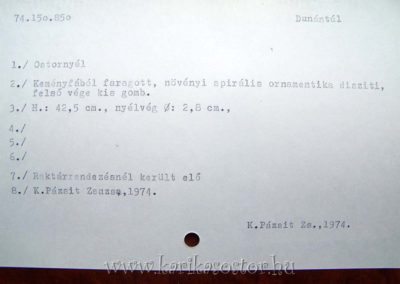 74.150.850 Dunántúl
1./ Ostornyél
2./ Keményfából faragott, növényi spirális ornamentika díszíti,
felső vége kis gomb.
3./ H.: 42,5 cm., nyélvég Ø: 2,8 cm.,
4./
5./
6./
7./ Raktárrendezésnél került elő
8./ K.Pázsit Zsuzsa, 1974.
K.Pázsit Zs., 1974.
www.karikasostor.hu